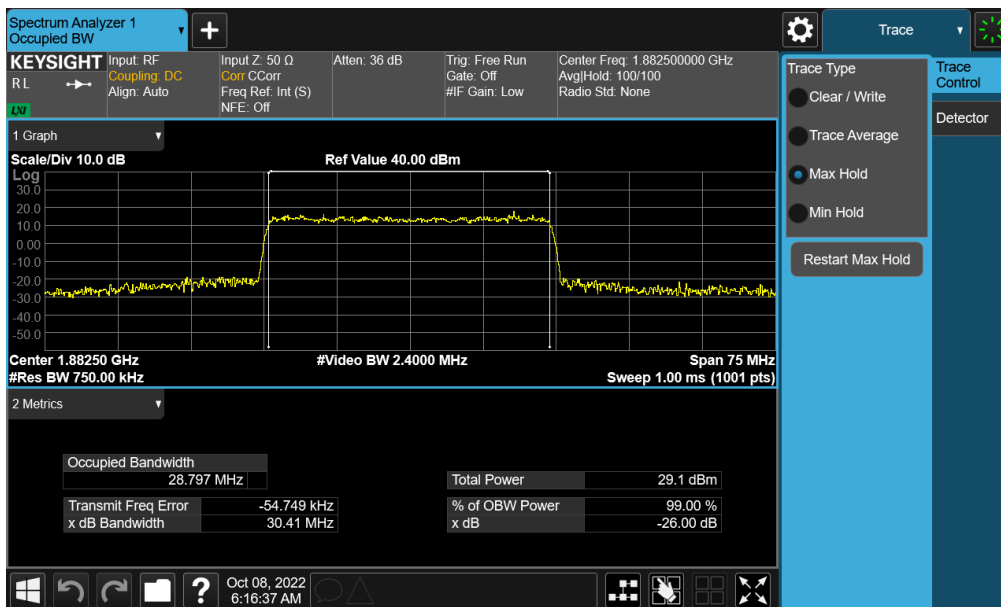 Spectrum Analyzer 1
Occupied BW
+
Trace
KEYSIGHT
RL
LXI
Input: RF
Coupling: DC
Align: Auto
Input Z: 50 Ω
Corr CCorr
Freq Ref: Int (S)
NFE: Off
Atten: 36 dB
Trig: Free Run
Gate: Off
#IF Gain: Low
Center Freq: 1.882500000 GHz
Avg|Hold: 100/100
Radio Std: None
Trace Type
Clear / Write
Trace Average
Max Hold
Min Hold
Restart Max Hold
Trace
Control
Detector
1 Graph
Scale/Div 10.0 dB
Ref Value 40.00 dBm
Log
30.0
20.0
10.0
0.00
-10.0
-20.0
-30.0
-40.0
-50.0
Center 1.88250 GHz
#Video BW 2.4000 MHz
Span 75 MHz
#Res BW 750.00 kHz
Sweep 1.00 ms (1001 pts)
2 Metrics
Occupied Bandwidth
28.797 MHz
Total Power 29.1 dBm
Transmit Freq Error -54.749 kHz
% of OBW Power 99.00 %
x dB Bandwidth 30.41 MHz
x dB -26.00 dB
?
Oct 08, 2022
6:16:37 AM